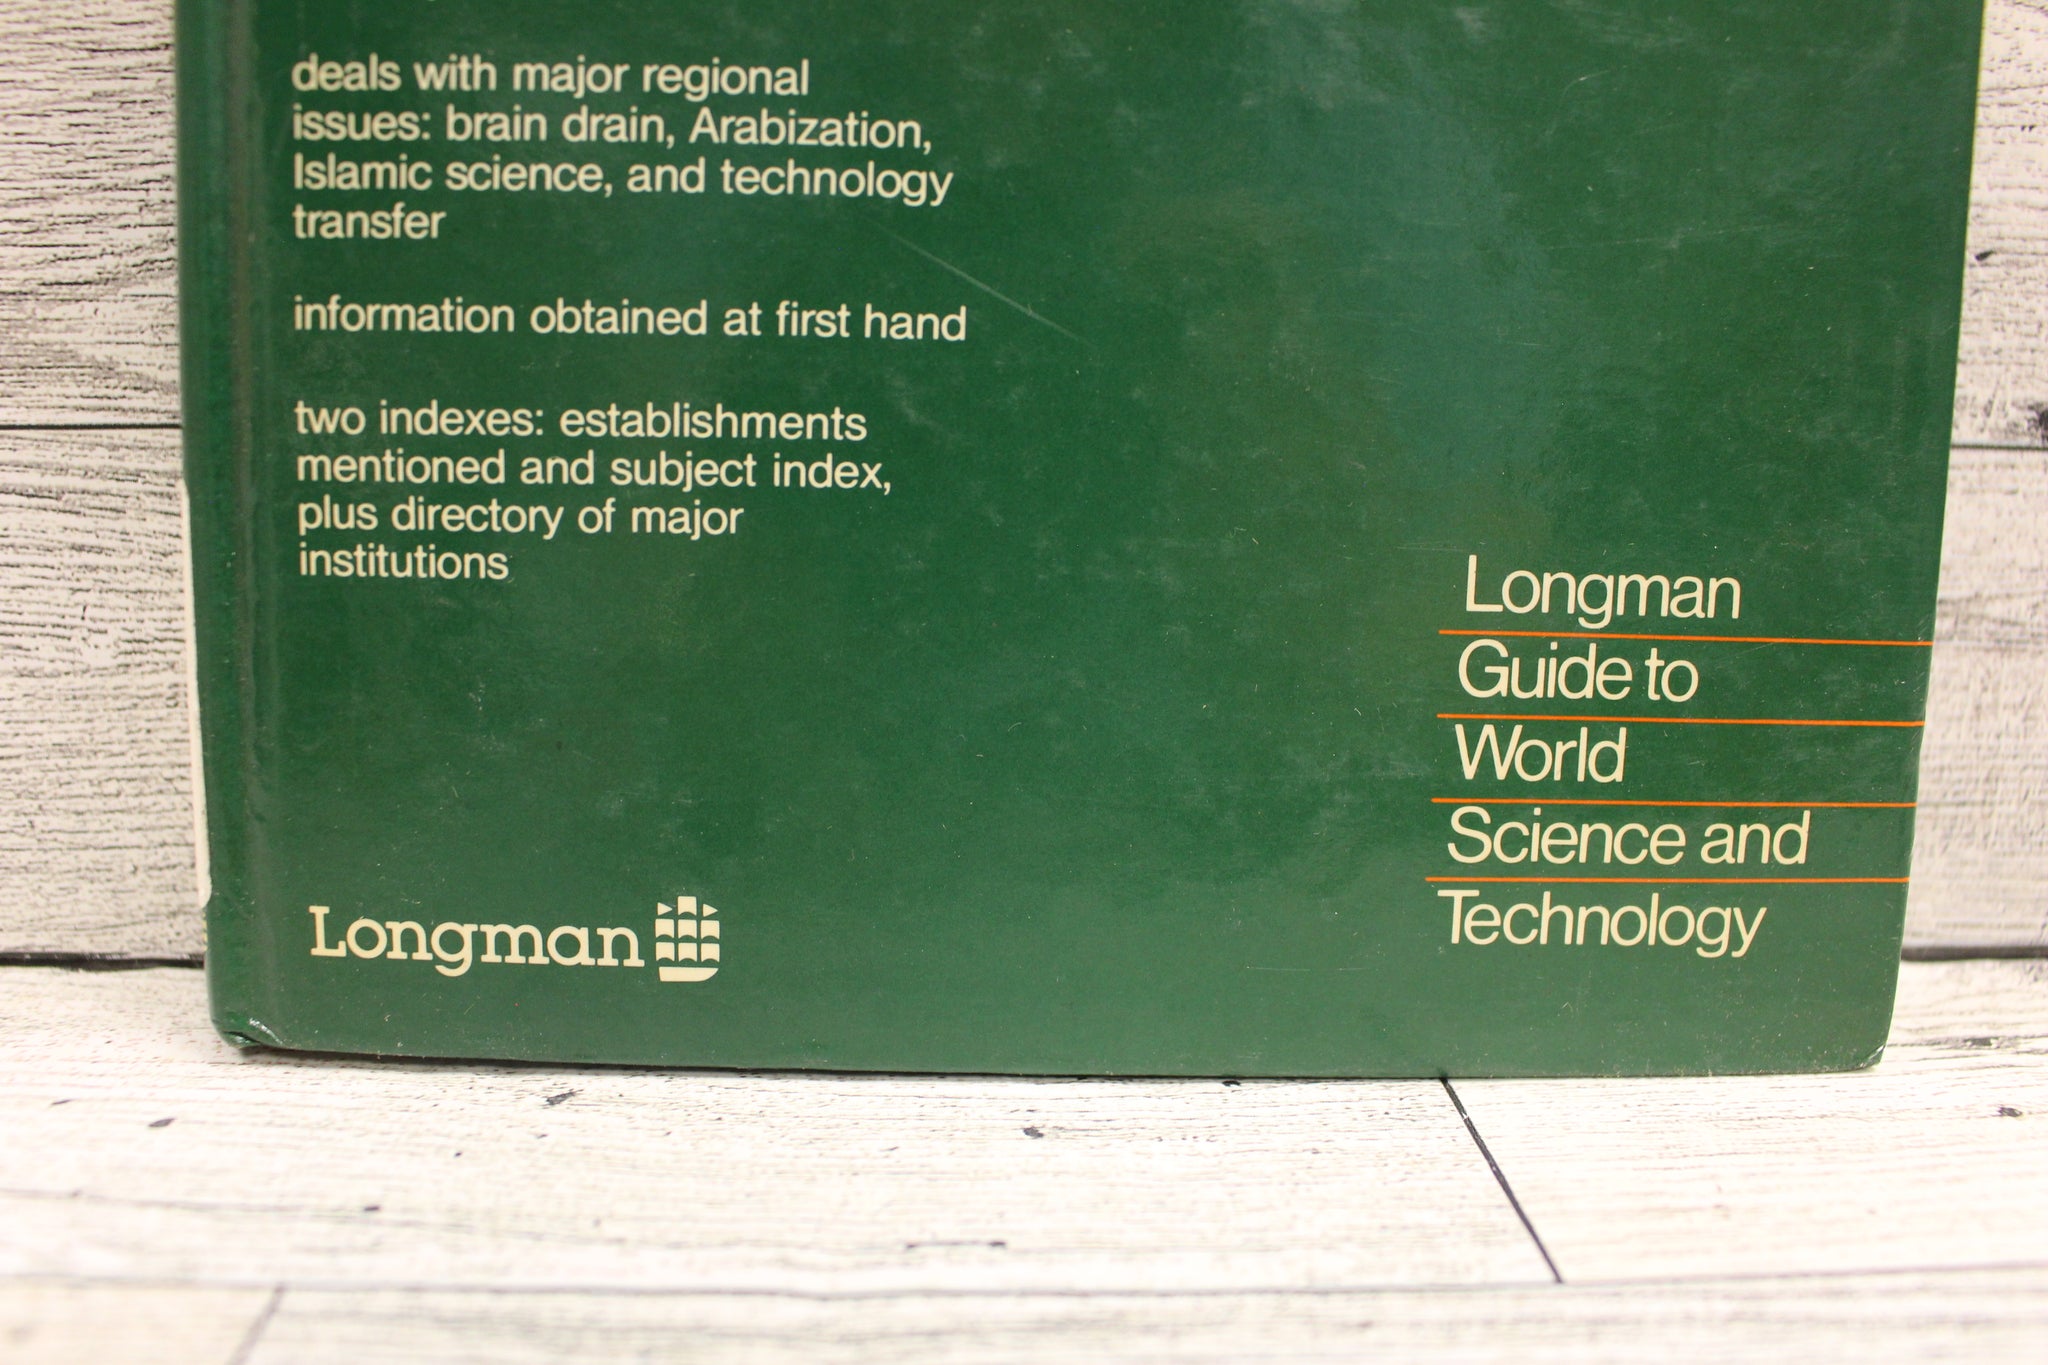 deals with major regional
issues: brain drain, Arabization,
Islamic science, and technology
transfer
information obtained at first hand
two indexes: establishments
mentioned and subject index,
plus directory of major
institutions
Longman
Guide to
World
Science and
Technology
Longman